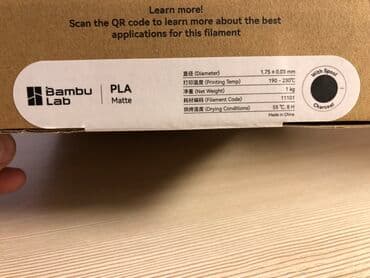 Learn more!
Scan the QR code to learn more about the best
applications for this filament
Bambu
Lab
PLA
Matte
直径 (Diameter) 1.75 ± 0.03 mm
打印温度 (Printing Temp) 190 - 230°C
净重 (Net Weight) 1 kg
耗材编码 (Filament Code) 11101
烘烤温度 (Drying Conditions) 55 °C, 8 H
Made in China
With Spool
Charcoal